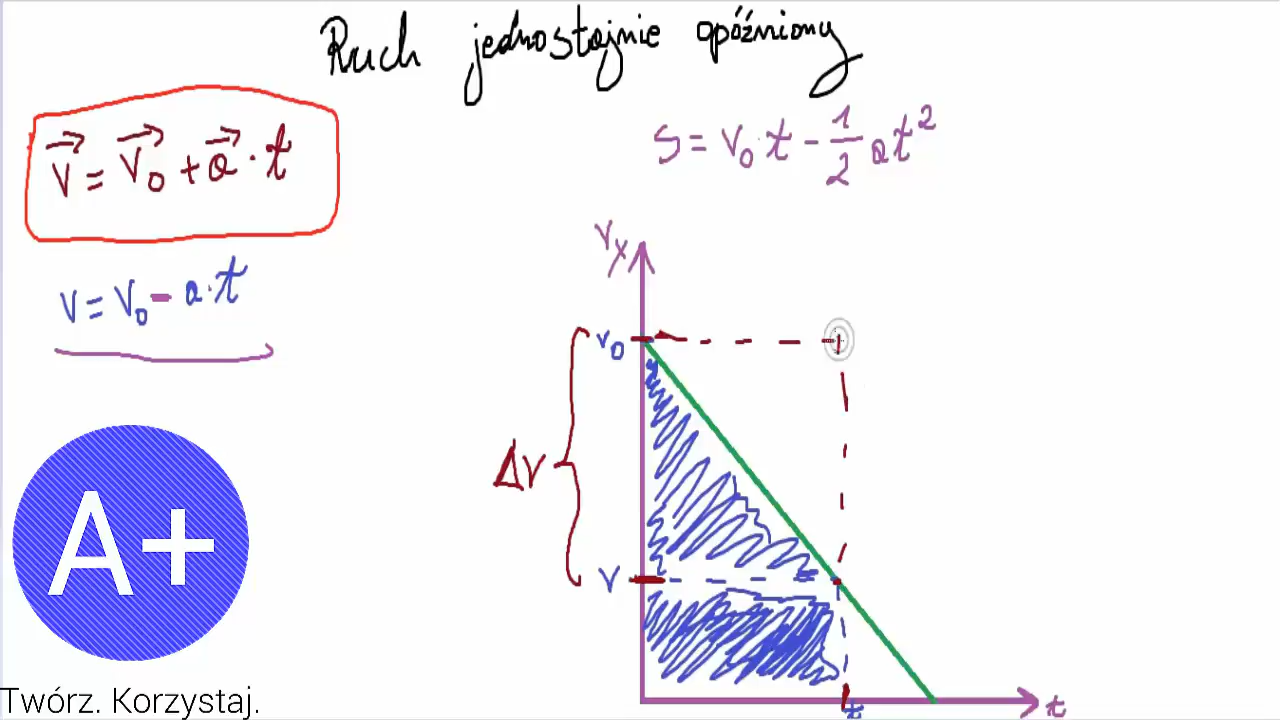 Ruch jednostajnie opóźniony
v⃗ = v⃗₀ + a⃗ · t
S = v₀ · t - 1/2 at²
v = v₀ - a · t
Vx
v₀
ΔV
V
t
t
A+
Twórz. Korzystaj.